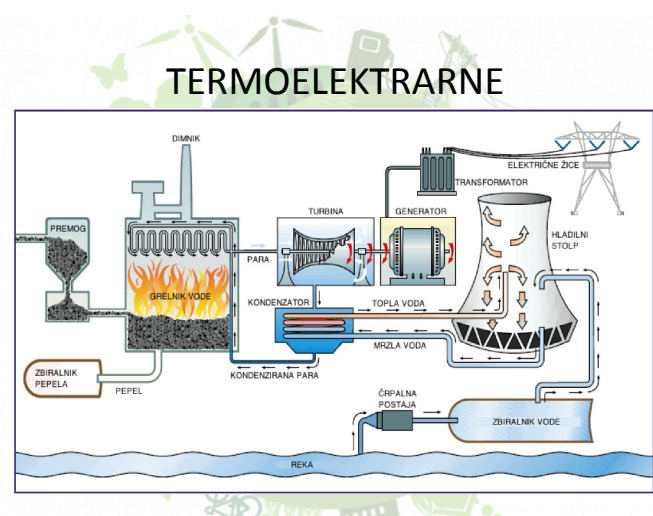 TERMOELEKTRARNE
DIMNIK
ELEKTRIČNE ŽICE
TRANSFORMATOR
PREMOG
TURBINA
GENERATOR
HLADILNI
STOLP
PARA
GRELNIK VODE
KONDENZATOR
TOPLA VODA
MRZLA VODA
ZBIRALNIK
PEPELA
PEPEL
KONDENZIRANA PARA
ČRPALNA
POSTAJA
ZBIRALNIK VODE
REKA